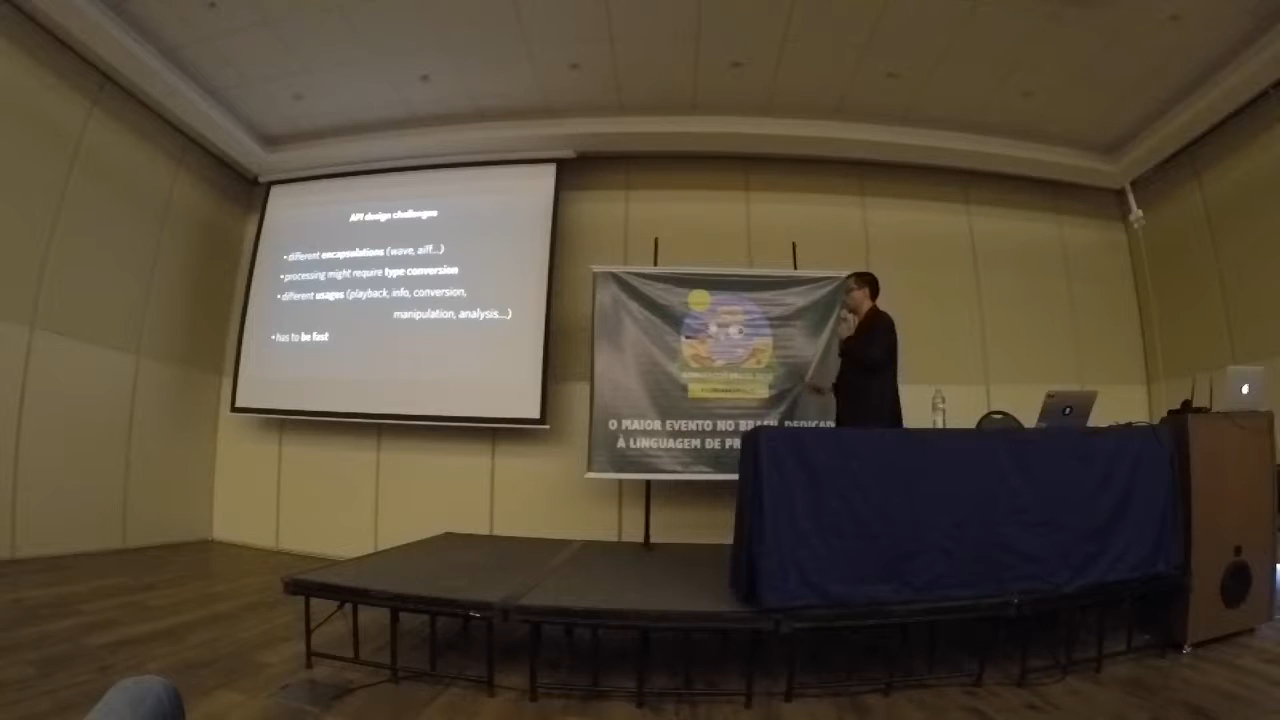 API design challenges
• different encapsulations (wave, aiff...)
• processing might require type conversion
• different usages (playback, info, conversion,
manipulation, analysis...)
• has to be fast
O MAIOR EVENTO NO BRASIL DEDICAD
À LINGUAGEM DE PR